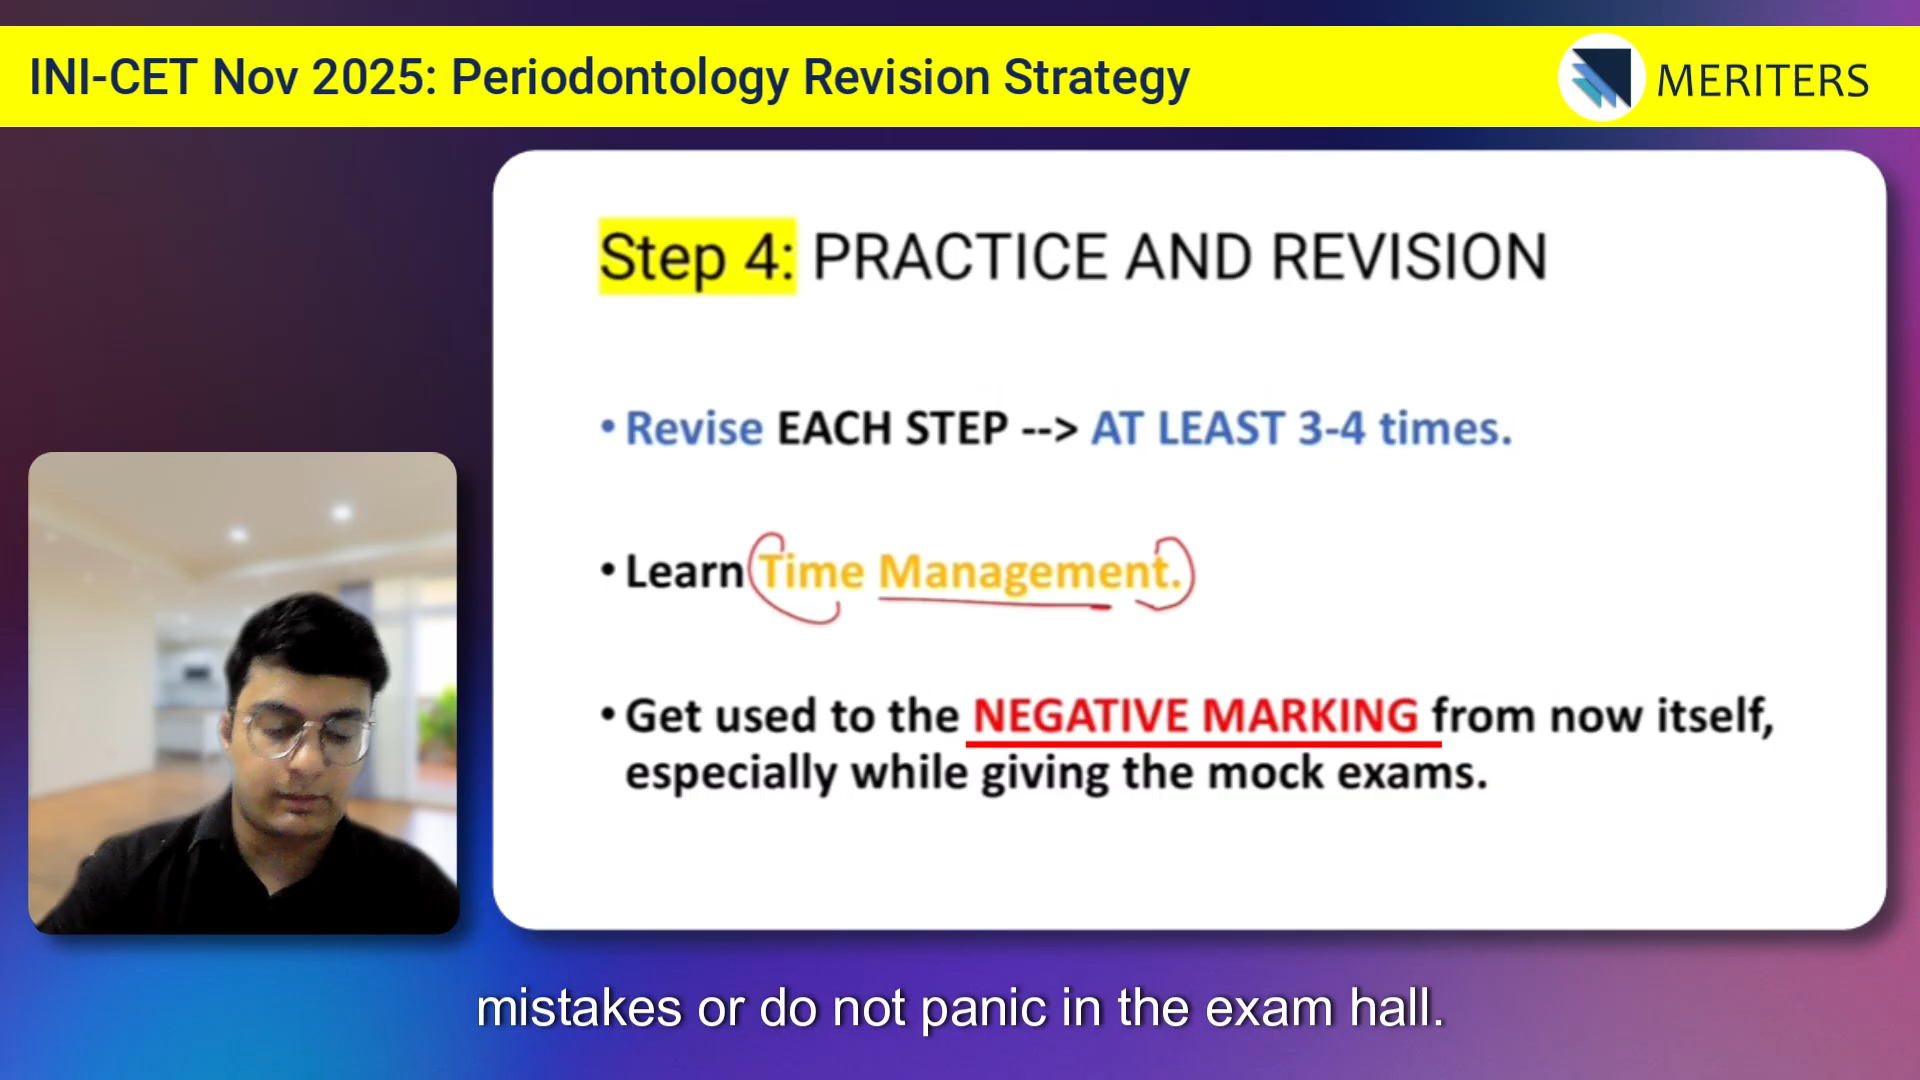 INI-CET Nov 2025: Periodontology Revision Strategy
MERITERS
Step 4: PRACTICE AND REVISION
• Revise EACH STEP --> AT LEAST 3-4 times.
• Learn Time Management.
• Get used to the NEGATIVE MARKING from now itself,
especially while giving the mock exams.
mistakes or do not panic in the exam hall.